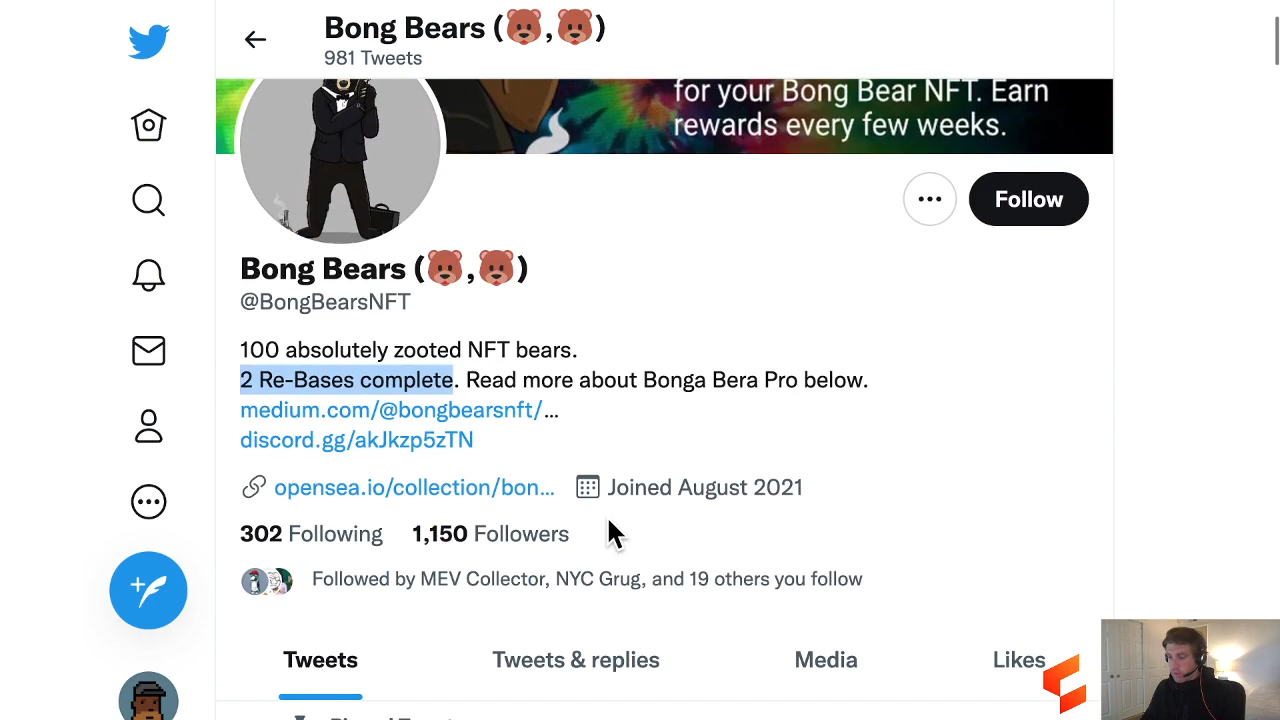 Bong Bears (🐻,🐻)
981 Tweets
for your Bong Bear NFT. Earn
rewards every few weeks.
Follow
Bong Bears (🐻,🐻)
@BongBearsNFT
100 absolutely zooted NFT bears.
2 Re-Bases complete. Read more about Bonga Bera Pro below.
medium.com/@bongbearsnft/...
discord.gg/akJkzp5zTN
opensea.io/collection/bon... Joined August 2021
302 Following 1,150 Followers
Followed by MEV Collector, NYC Grug, and 19 others you follow
Tweets Tweets & replies Media Likes